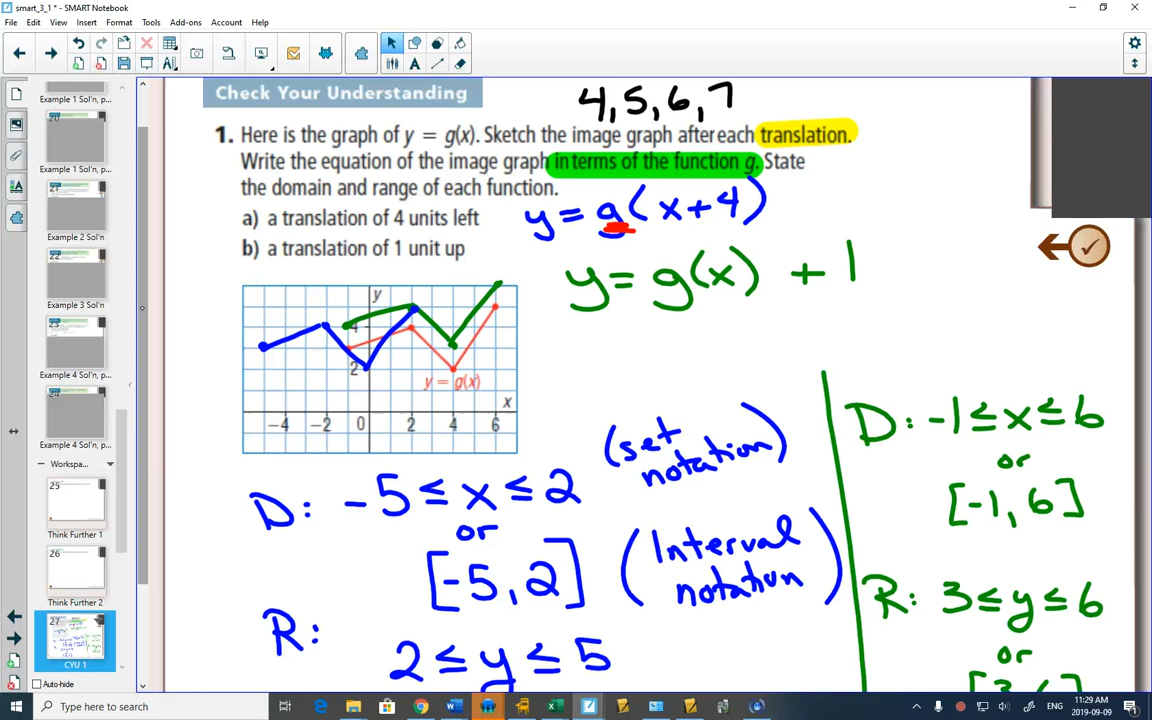 smart_3_1 * - SMART Notebook
File Edit View Insert Format Tools Add-ons Account Help
Example 1 Sol'n, p...
20
Example 1 Sol'n, p...
21
Example 2 Sol'n
22
Example 3 Sol'n
23
Example 4 Sol'n, p...
24
Example 4 Sol'n, p...
Workspa...
25
Think Further 1
26
Think Further 2
27
CYU 1
Auto-hide
Check Your Understanding
4, 5, 6, 7
1. Here is the graph of y = g(x). Sketch the image graph after each translation.
Write the equation of the image graph in terms of the function g. State
the domain and range of each function.
a) a translation of 4 units left
y = g(x+4)
b) a translation of 1 unit up
y = g(x) + 1
y
4
2
y = g(x)
x
-4 -2 0 2 4 6
(set notation)
D: -5 ≤ x ≤ 2
or
[-5, 2]
(Interval notation)
R:
2 ≤ y ≤ 5
D: -1 ≤ x ≤ 6
or
[-1, 6]
R: 3 ≤ y ≤ 6
or
Type here to search
ENG
11:29 AM
2019-09-09